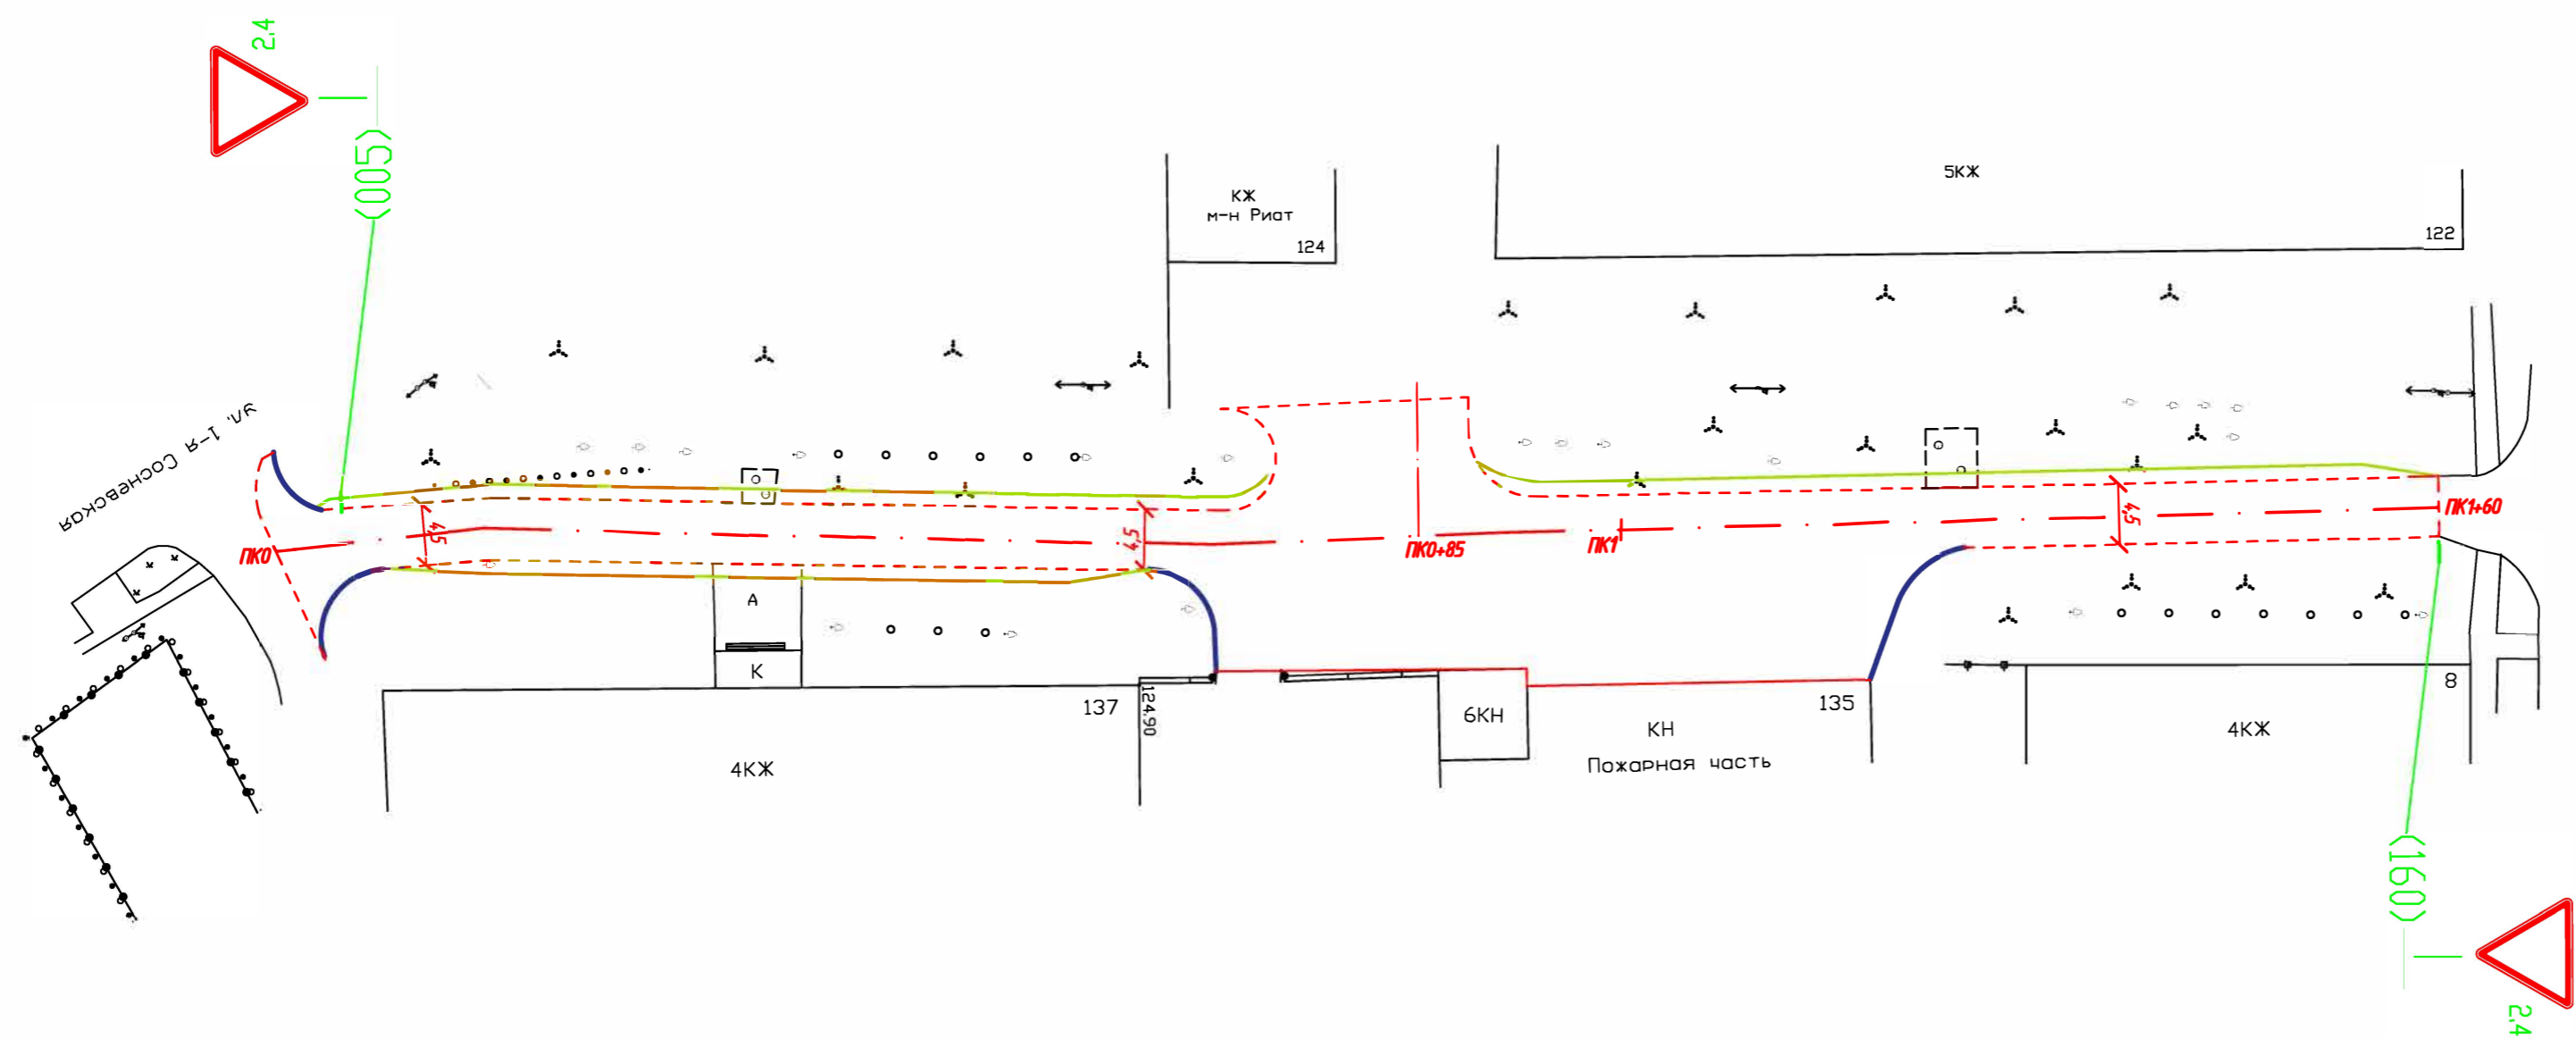 2.4
(005)
КЖ
м-н Риат
124
5КЖ
122
ул. 1-я Сосневская
ПК0
4,5
4,5
ПК0+85
ПК1
4,5
ПК1+60
А
К
137
124.90
4КЖ
6КН
КН
135
Пожарная часть
4КЖ
8
(160)
2.4